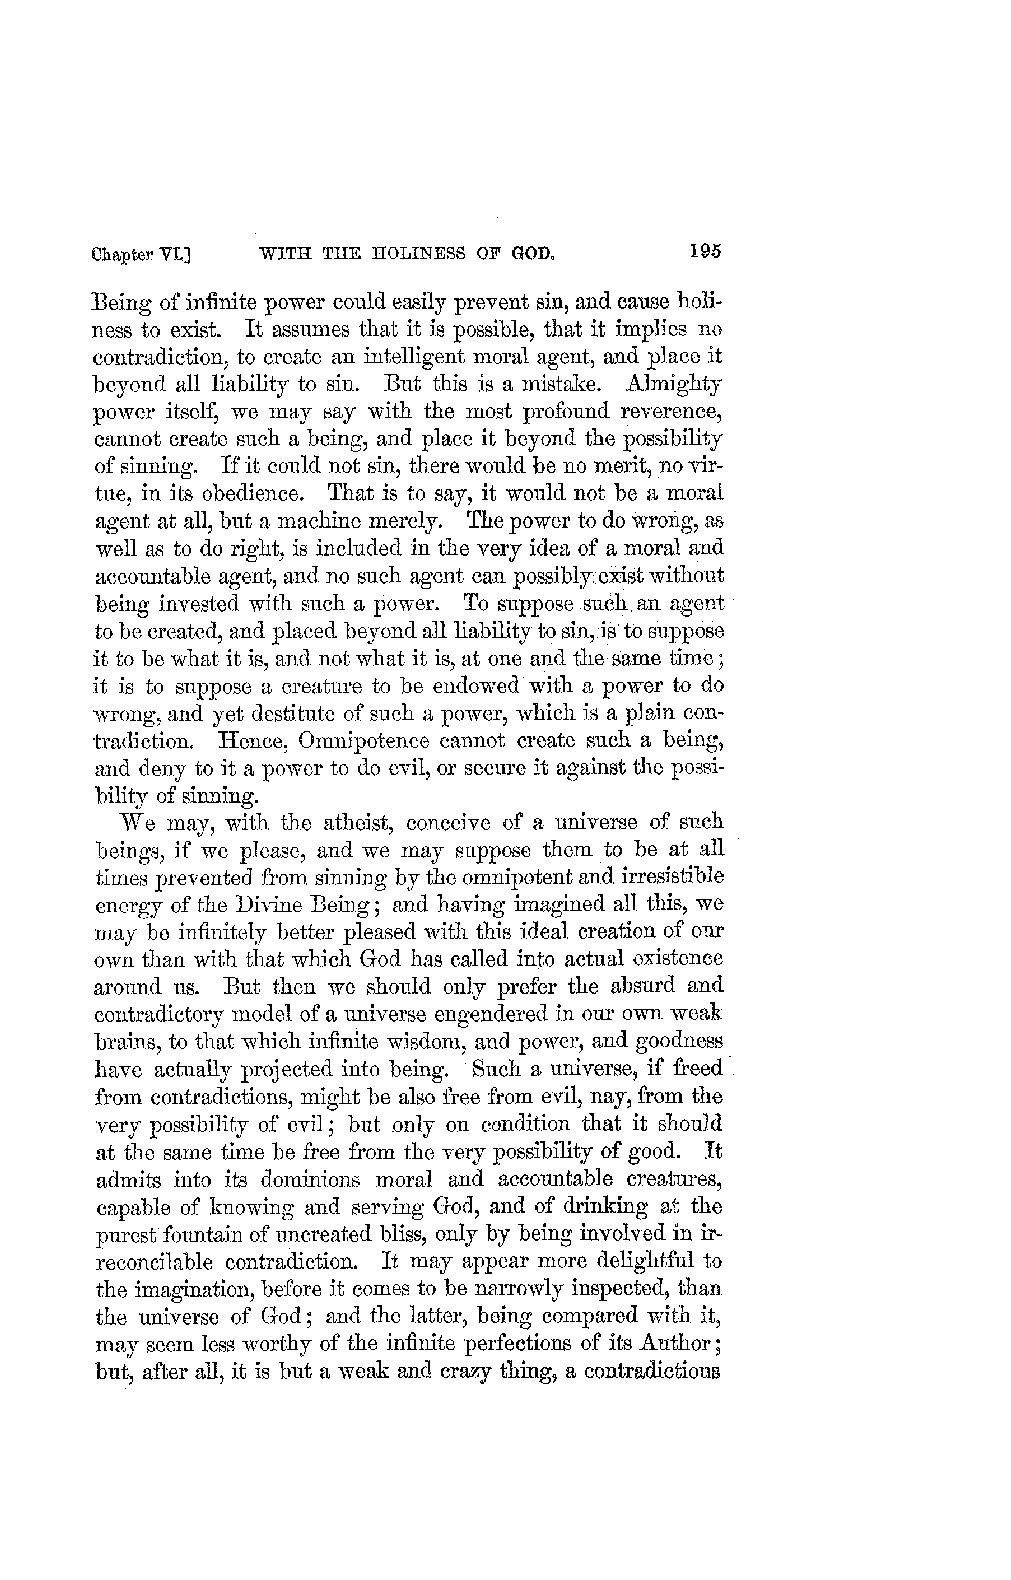 Chapter VI.] WITH THE HOLINESS OF GOD. 195
Being of infinite power could easily prevent sin, and cause holi-
ness to exist. It assumes that it is possible, that it implies no
contradiction, to create an intelligent moral agent, and place it
beyond all liability to sin. But this is a mistake. Almighty
power itself, we may say with the most profound reverence,
cannot create such a being, and place it beyond the possibility
of sinning. If it could not sin, there would be no merit, no vir-
tue, in its obedience. That is to say, it would not be a moral
agent at all, but a machine merely. The power to do wrong, as
well as to do right, is included in the very idea of a moral and
accountable agent, and no such agent can possibly exist without
being invested with such a power. To suppose such an agent
to be created, and placed beyond all liability to sin, is to suppose
it to be what it is, and not what it is, at one and the same time;
it is to suppose a creature to be endowed with a power to do
wrong, and yet destitute of such a power, which is a plain con-
tradiction. Hence, Omnipotence cannot create such a being,
and deny to it a power to do evil, or secure it against the possi-
bility of sinning.
We may, with the atheist, conceive of a universe of such
beings, if we please, and we may suppose them to be at all
times prevented from sinning by the omnipotent and irresistible
energy of the Divine Being; and having imagined all this, we
may be infinitely better pleased with this ideal creation of our
own than with that which God has called into actual existence
around us. But then we should only prefer the absurd and
contradictory model of a universe engendered in our own weak
brains, to that which infinite wisdom, and power, and goodness
have actually projected into being. Such a universe, if freed
from contradictions, might be also free from evil, nay, from the
very possibility of evil; but only on condition that it should
at the same time be free from the very possibility of good. It
admits into its dominions moral and accountable creatures,
capable of knowing and serving God, and of drinking at the
purest fountain of uncreated bliss, only by being involved in ir-
reconcilable contradiction. It may appear more delightful to
the imagination, before it comes to be narrowly inspected, than
the universe of God; and the latter, being compared with it,
may seem less worthy of the infinite perfections of its Author;
but, after all, it is but a weak and crazy thing, a contradictious